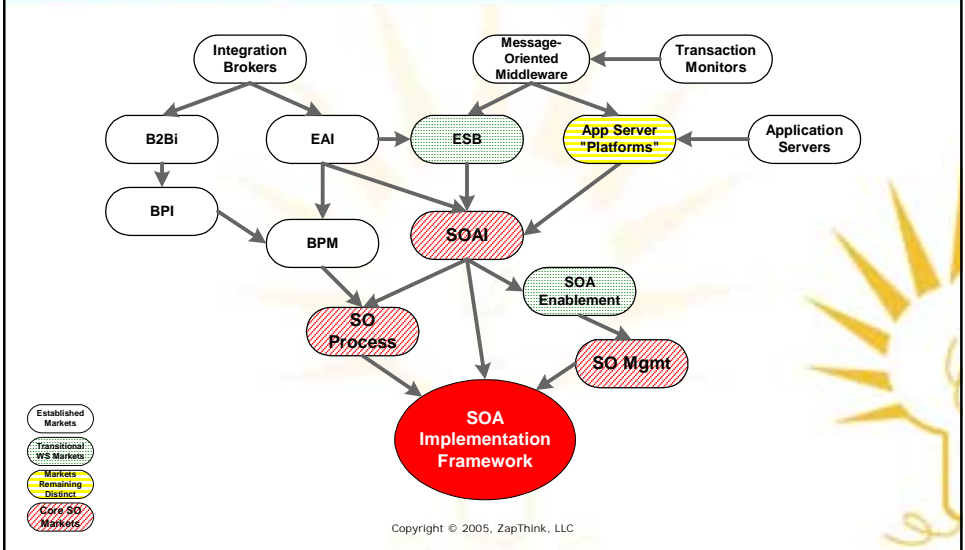 Integration
Brokers
Message-
Oriented
Middleware
Transaction
Monitors
B2Bi
EAI
ESB
App Server
"Platforms"
Application
Servers
BPI
BPM
SOAI
SOA
Enablement
SO
Process
SO Mgmt
SOA
Implementation
Framework
Established
Markets
Transitional
WS Markets
Markets
Remaining
Distinct
Core SO
Markets
Copyright © 2005, ZapThink, LLC